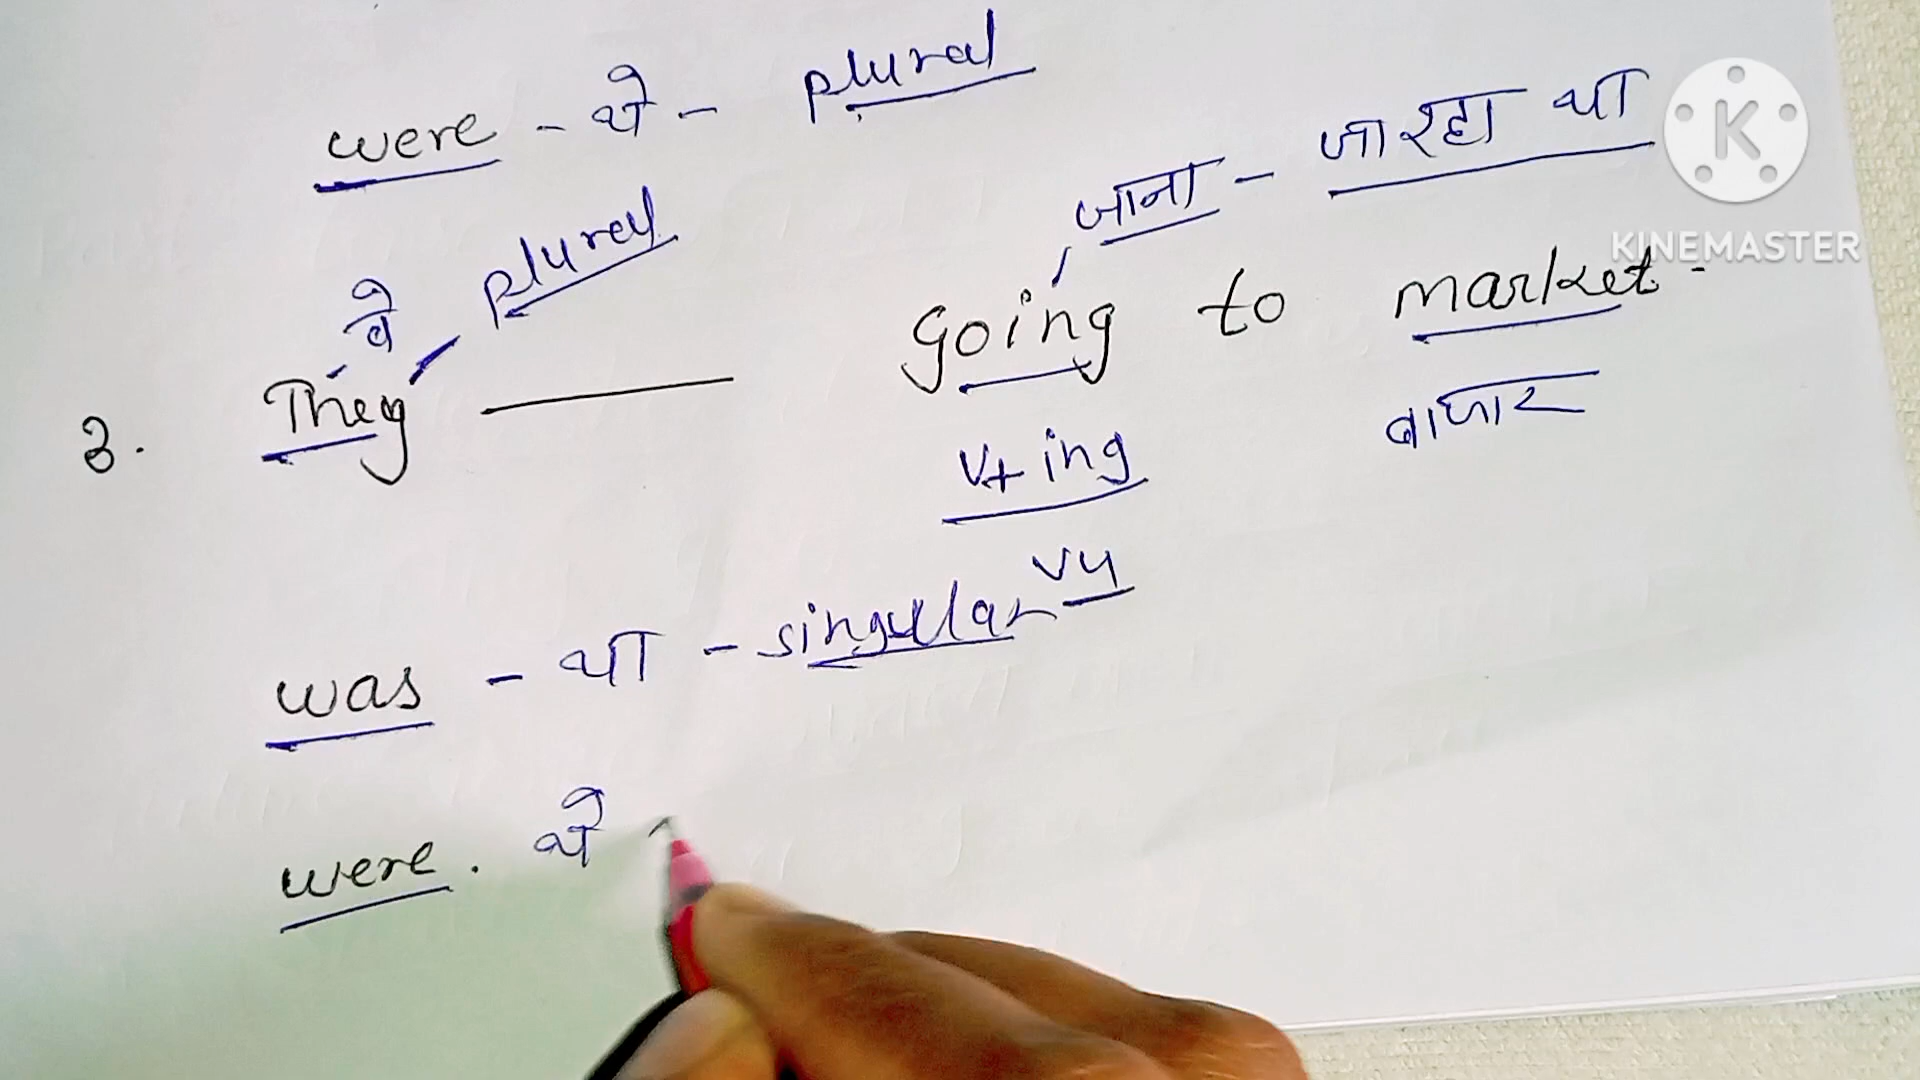 were - थे - plural
जाना - जा रहा था
K
KINEMASTER
वे plural
3. They ______ going to market.
v+ing बाजार
v4
was - था - singular
were. थे